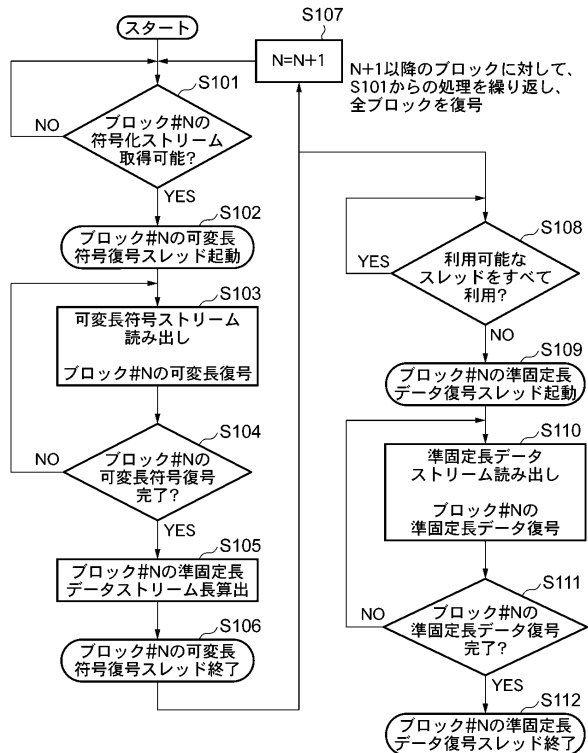 スタート
S101
ブロック#Nの
符号化ストリーム
取得可能?
NO
YES
S102
ブロック#Nの可変長
符号復号スレッド起動
S103
可変長符号ストリーム
読み出し
ブロック#Nの可変長復号
S104
ブロック#Nの
可変長符号復号
完了?
NO
YES
S105
ブロック#Nの準固定長
データストリーム長算出
S106
ブロック#Nの可変長
符号復号スレッド終了
S107
N=N+1
N+1以降のブロックに対して、
S101からの処理を繰り返し、
全ブロックを復号
S108
利用可能な
スレッドをすべて
利用?
YES
NO
S109
ブロック#Nの準固定長
データ復号スレッド起動
S110
準固定長データ
ストリーム読み出し
ブロック#Nの
準固定長データ復号
S111
ブロック#Nの
準固定長データ復号
完了?
NO
YES
S112
ブロック#Nの準固定長
データ復号スレッド終了